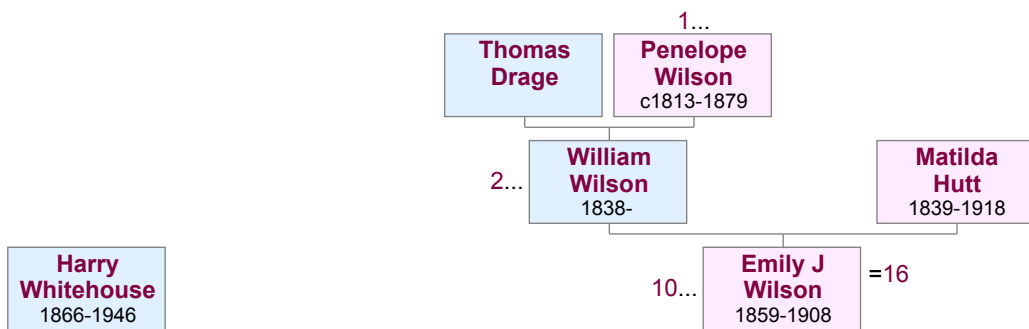 1...
Thomas
Drage
Penelope
Wilson
c1813-1879
2...
William
Wilson
1838-
Matilda
Hutt
1839-1918
Harry
Whitehouse
1866-1946
10...
Emily J
Wilson
1859-1908
=16